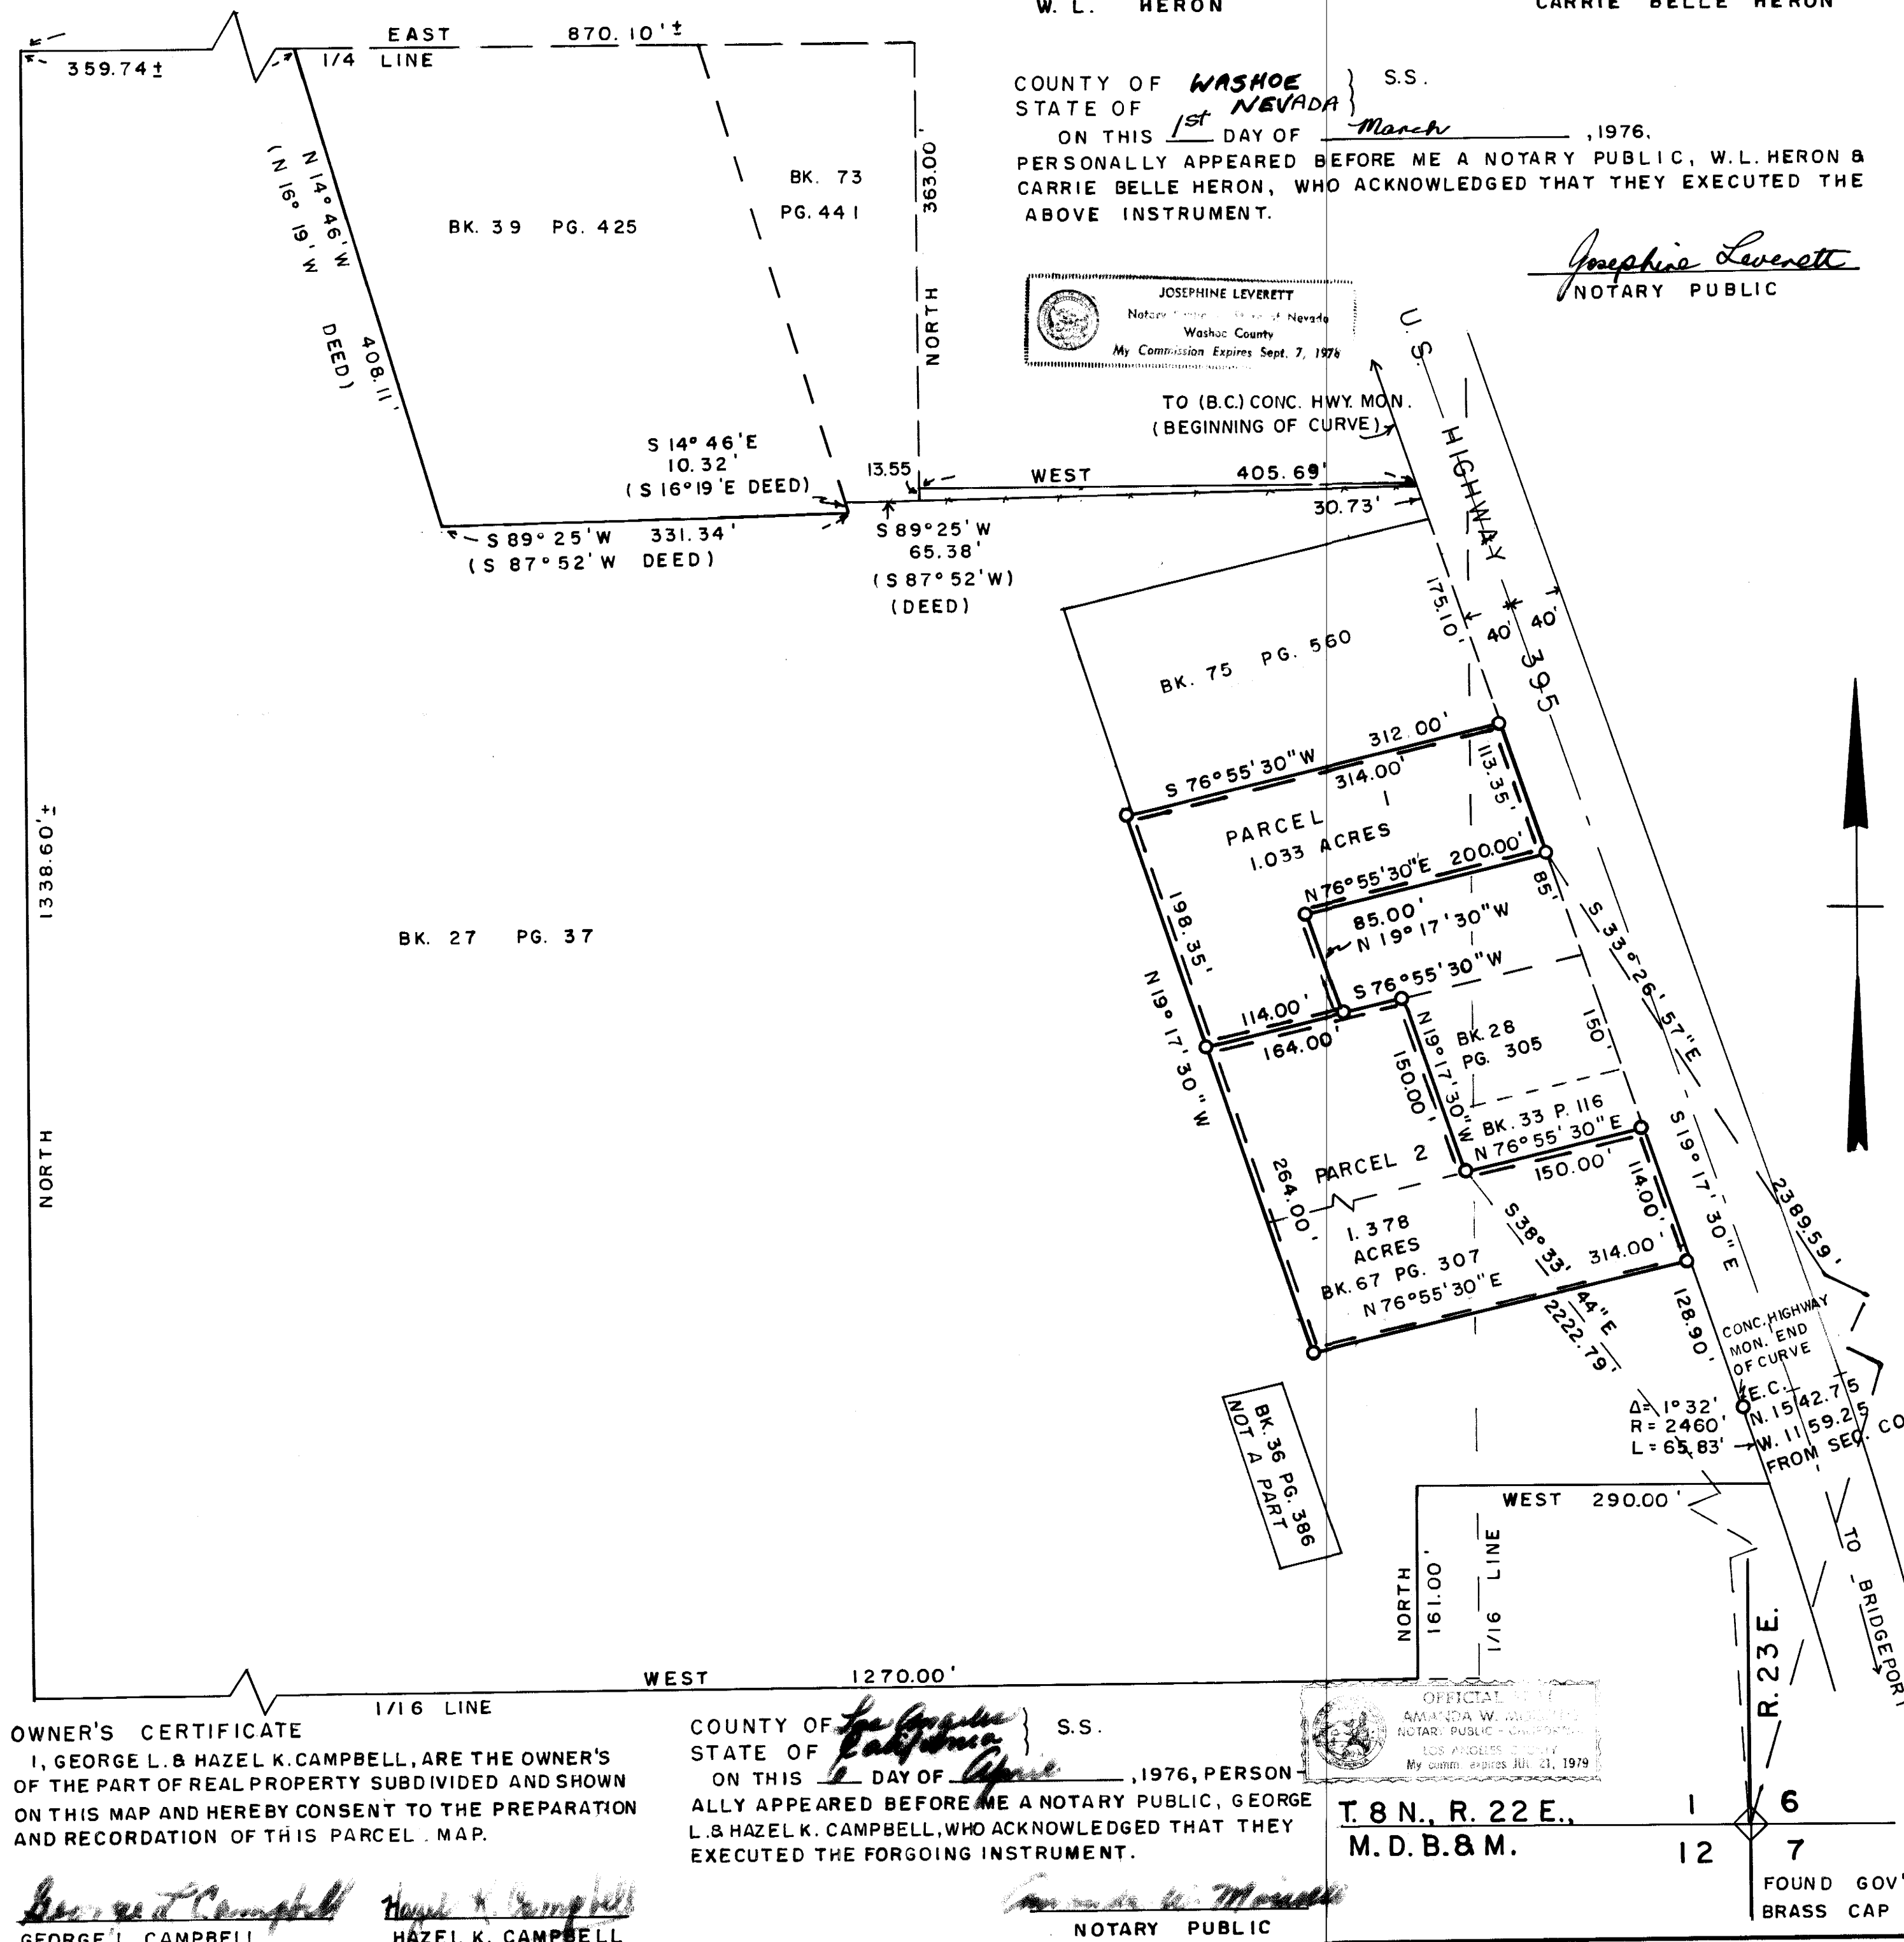 W. L. HERON
CARRIE BELLE HERON
COUNTY OF WASHOE } S.S.
STATE OF NEVADA
ON THIS 1st DAY OF March , 1976,
PERSONALLY APPEARED BEFORE ME A NOTARY PUBLIC, W.L. HERON &
CARRIE BELLE HERON, WHO ACKNOWLEDGED THAT THEY EXECUTED THE
ABOVE INSTRUMENT.
Josephine Leverett
NOTARY PUBLIC
JOSEPHINE LEVERETT
Notary of Nevada
Washoe County
My Commission Expires Sept. 7, 1978
359.74±
EAST 870.10'±
1/4 LINE
N 14° 46' W 408.11'
(N 16° 19' W DEED)
BK. 39 PG. 425
BK. 73
PG. 441
363.00'
NORTH
S 14° 46' E
10.32'
(S 16° 19' E DEED)
13.55
WEST 405.69'
30.73'
TO (B.C.) CONC. HWY. MON.
(BEGINNING OF CURVE)
S 89° 25' W 331.34'
(S 87° 52' W DEED)
S 89° 25' W
65.38'
(S 87° 52' W)
(DEED)
U.S. HIGHWAY 395
175.10'
40' 40'
BK. 75 PG. 560
S 76° 55' 30" W 312.00'
314.00'
113.35'
PARCEL 1
1.033 ACRES
N 76° 55' 30" E 200.00'
85.00'
N 19° 17' 30" W
85'
198.35'
N 19° 17' 30" W
S 76° 55' 30" W
114.00'
164.00'
S 33° 26' 57" E
2389.59'
BK. 28
PG. 305
150'
N 19° 17' 30" W
150.00'
BK. 33 P. 116
N 76° 55' 30" E
150.00'
114.00'
S 19° 17' 30" E
PARCEL 2
264.00'
1.378
ACRES
BK. 67 PG. 307
N 76° 55' 30" E
314.00'
S 38° 33' 44" E
2222.79'
128.90'
CONC. HIGHWAY
MON. END
OF CURVE
E.C.
N. 1542.75
W. 1159.25
FROM SEC. CO
Δ= 1° 32'
R = 2460'
L = 65.83'
1338.60'±
NORTH
BK. 27 PG. 37
BK. 36 PG. 386
NOT A PART
WEST 290.00'
NORTH
161.00'
1/16 LINE
TO BRIDGEPORT
R. 23 E.
WEST 1270.00'
1/16 LINE
OWNER'S CERTIFICATE
I, GEORGE L. & HAZEL K. CAMPBELL, ARE THE OWNER'S
OF THE PART OF REAL PROPERTY SUBDIVIDED AND SHOWN
ON THIS MAP AND HEREBY CONSENT TO THE PREPARATION
AND RECORDATION OF THIS PARCEL MAP.
George L Campbell
GEORGE L. CAMPBELL
Hazel K. Campbell
HAZEL K. CAMPBELL
COUNTY OF Los Angeles } S.S.
STATE OF California
ON THIS DAY OF April , 1976, PERSON-
ALLY APPEARED BEFORE ME A NOTARY PUBLIC, GEORGE
L. & HAZEL K. CAMPBELL, WHO ACKNOWLEDGED THAT THEY
EXECUTED THE FORGOING INSTRUMENT.
Amanda W.
NOTARY PUBLIC
OFFICIAL
AMANDA W.
NOTARY PUBLIC - CALIFORNIA
LOS ANGELES COUNTY
My comm. expires JUL 21, 1979
T. 8 N., R. 22 E.,
M. D. B. & M.
1 6
12 7
FOUND GOV'
BRASS CAP